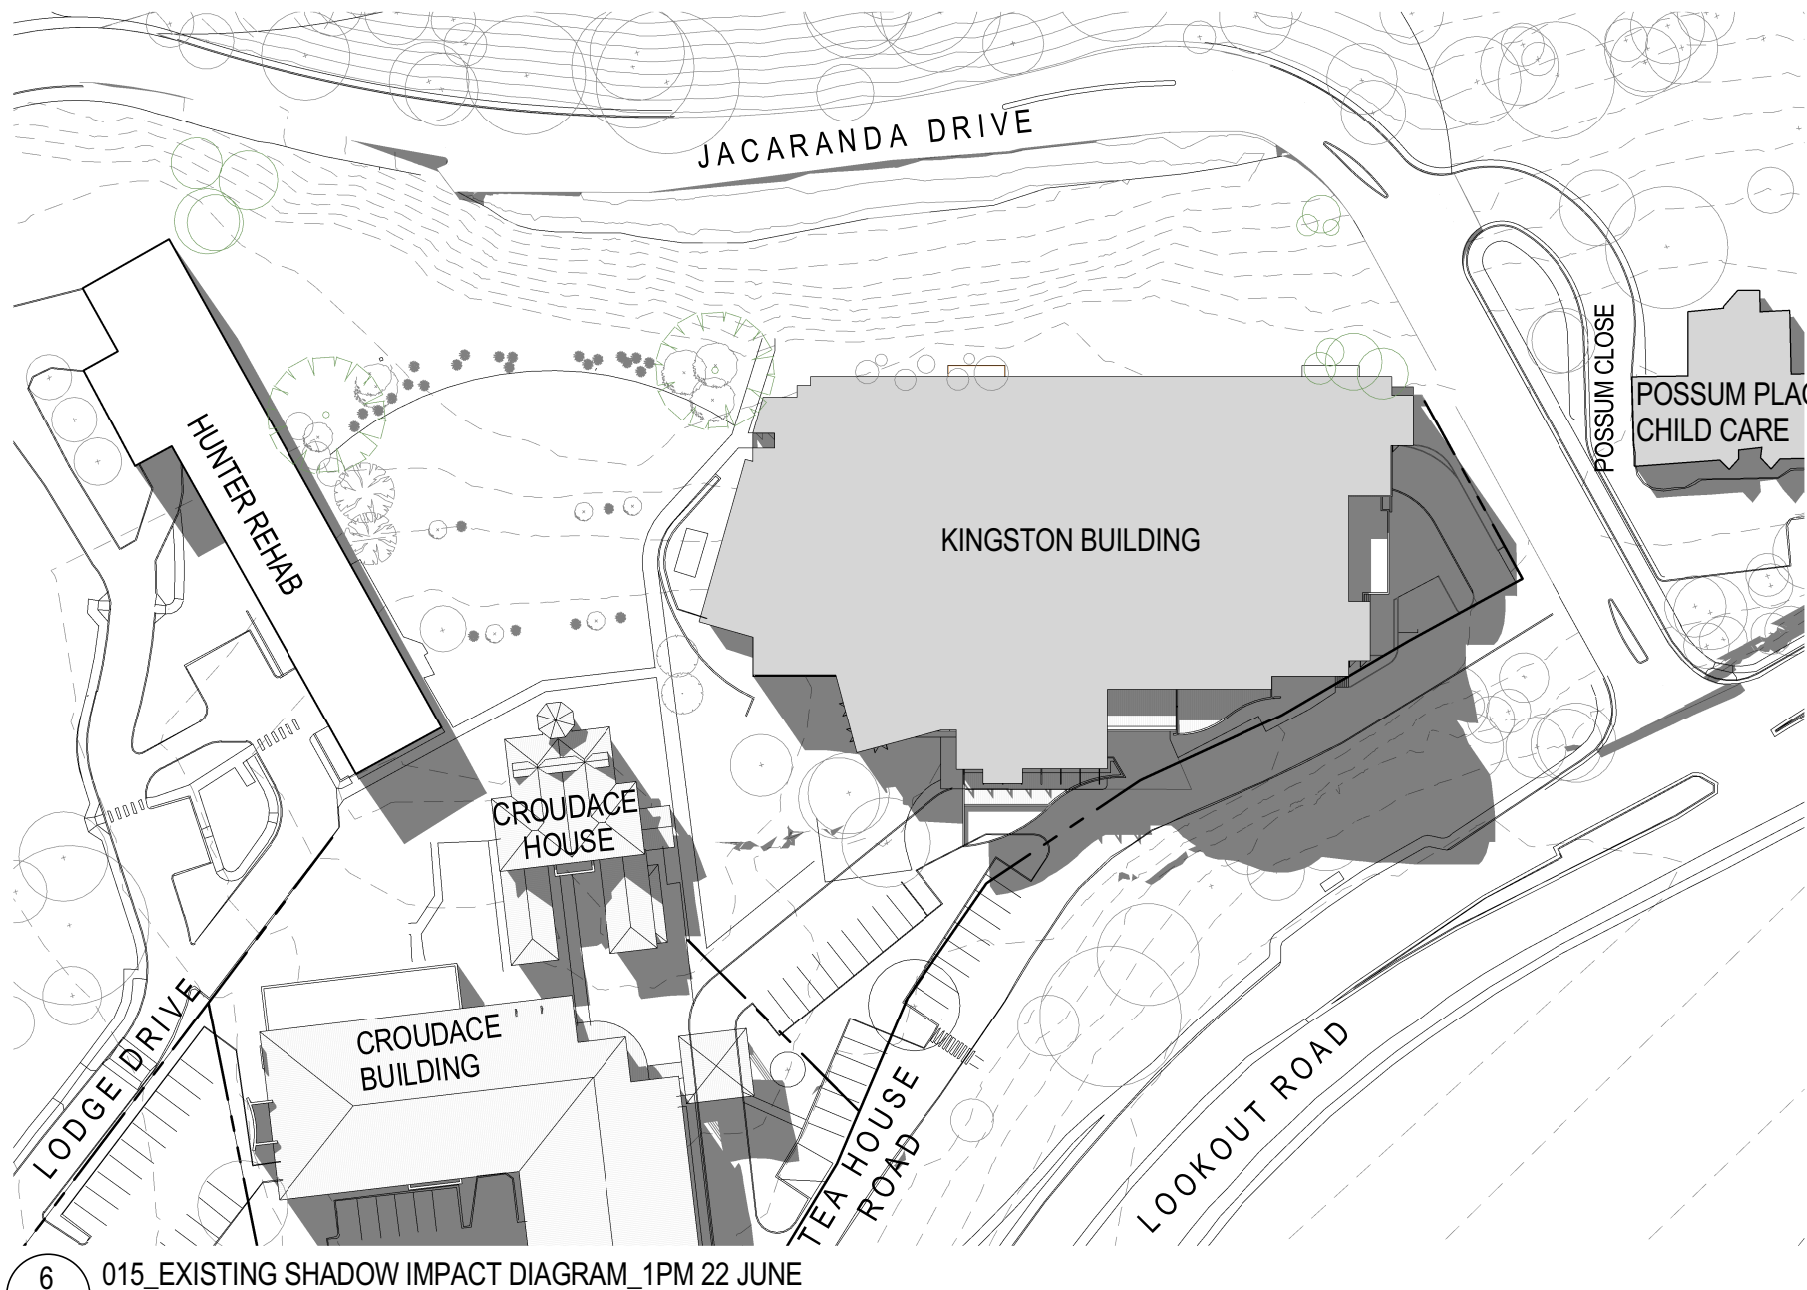 JACARANDA DRIVE
HUNTER REHAB
KINGSTON BUILDING
POSSUM CLOSE
POSSUM PLAC
CHILD CARE
CROUDACE
HOUSE
CROUDACE
BUILDING
LODGE DRIVE
TEA HOUSE
ROAD
LOOKOUT ROAD
6
015_EXISTING SHADOW IMPACT DIAGRAM_1PM 22 JUNE